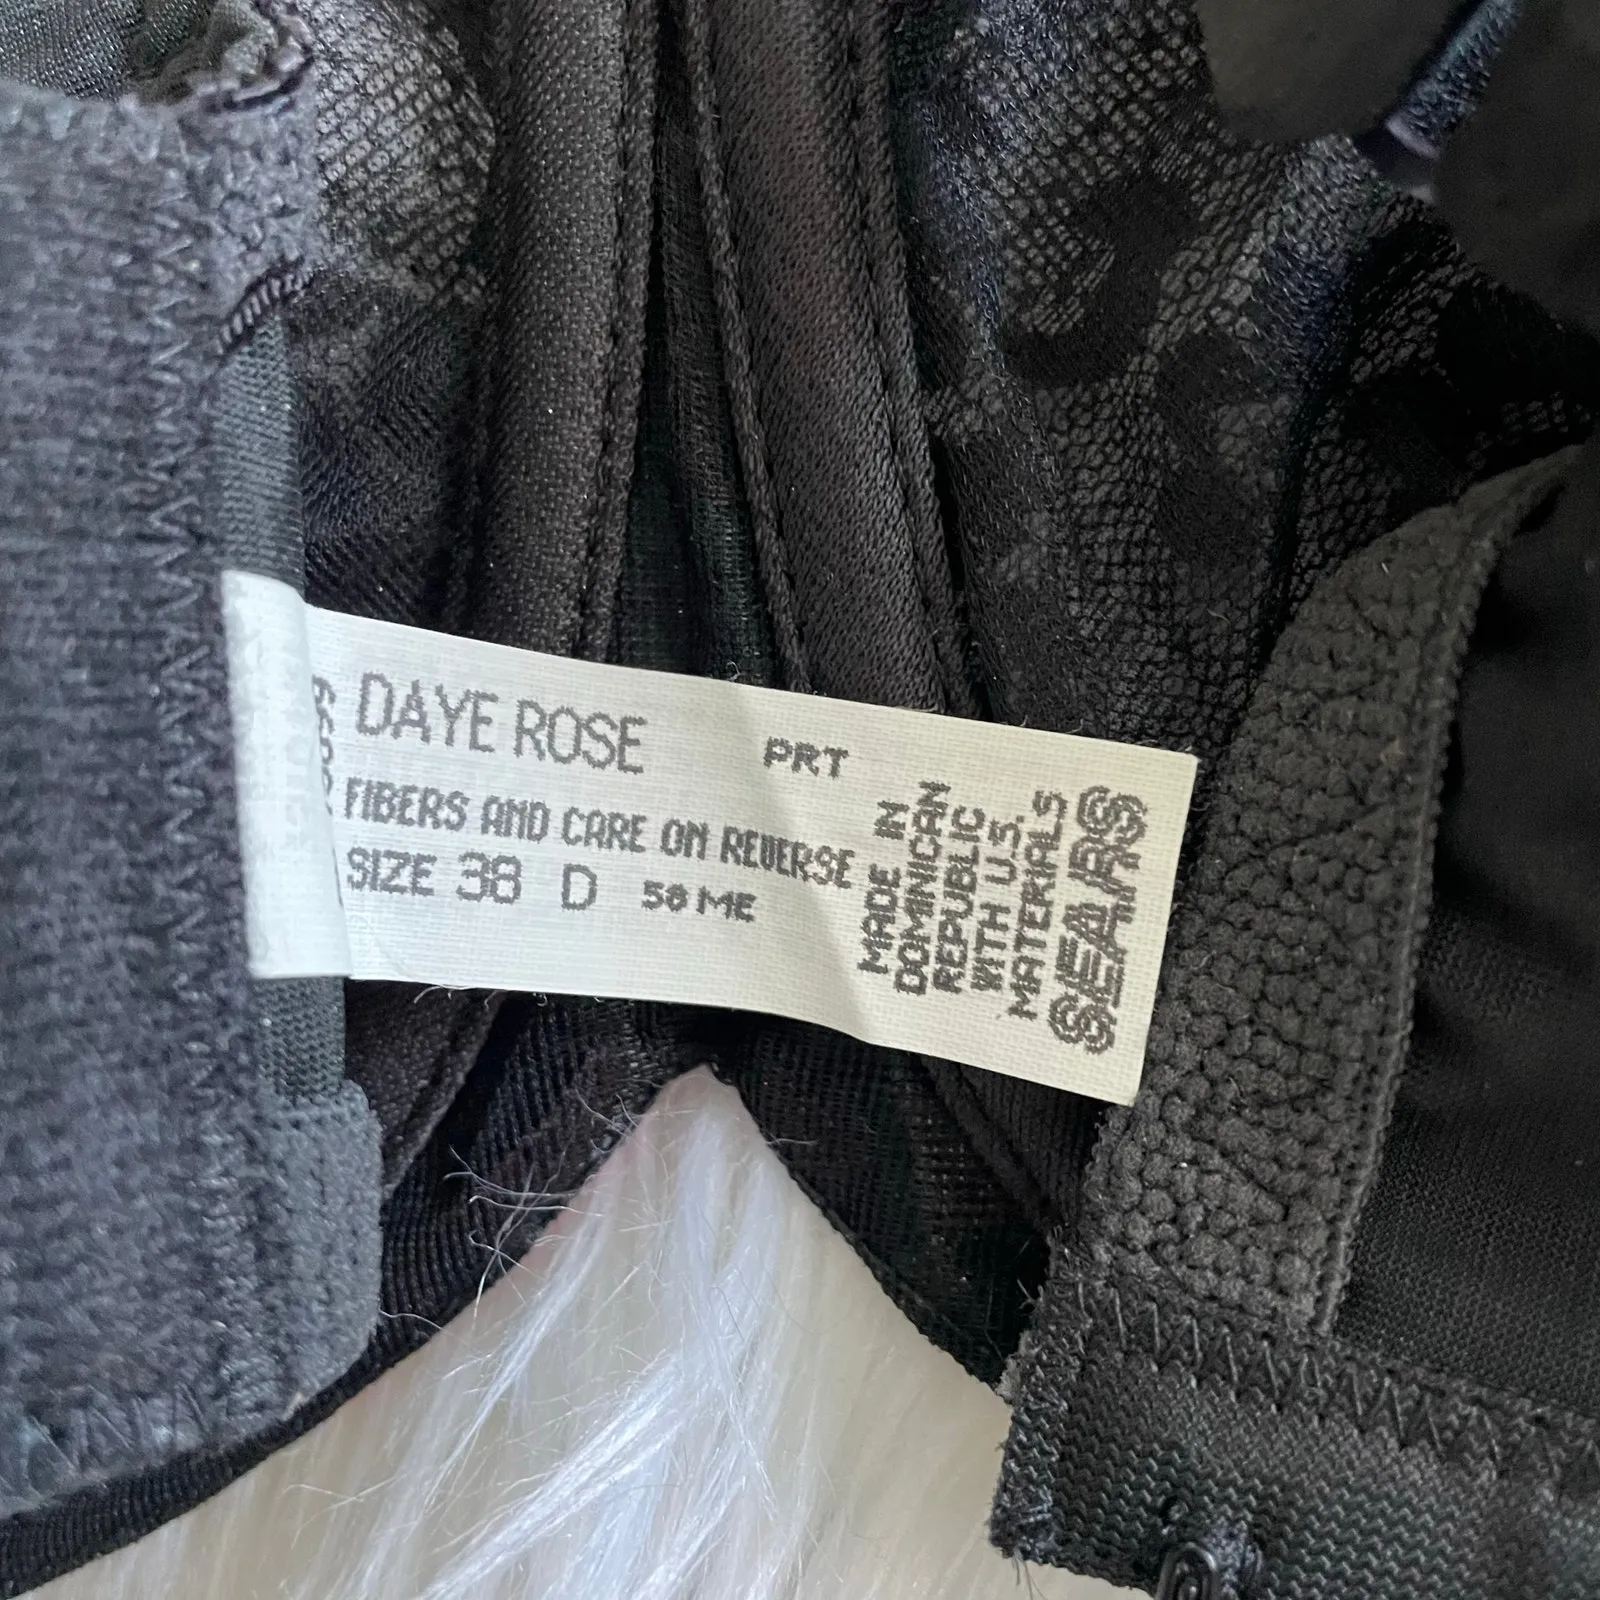 DAYE ROSE
PRT
FIBERS AND CARE ON REVERSE
SIZE 38 D 58 ME
MADE IN
DOMINICAN
REPUBLIC
WITH U.S.
MATERIALS
SEARS